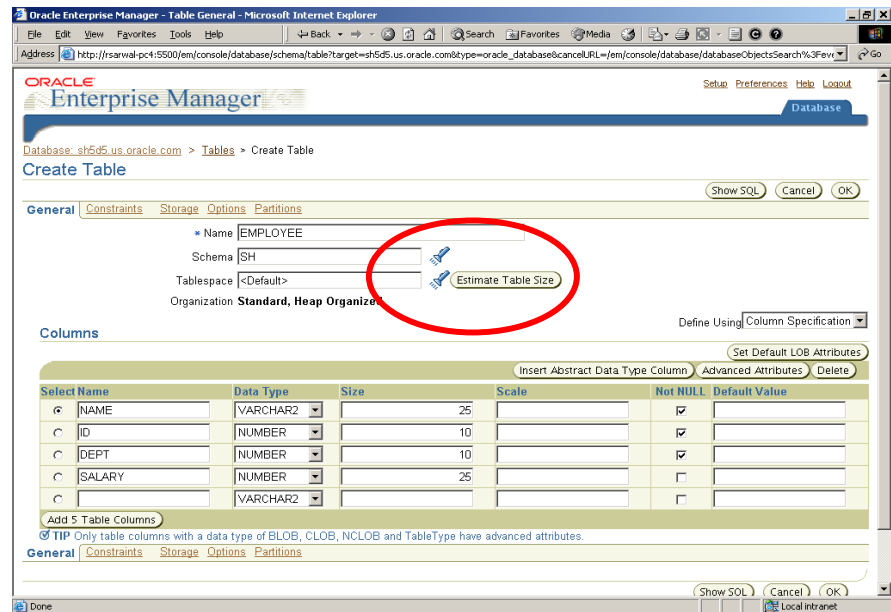 Oracle Enterprise Manager - Table General - Microsoft Internet Explorer
File Edit View Favorites Tools Help Back Search Favorites Media
Address http://rsarwal-pc4:5500/em/console/database/schema/table?target=sh5d5.us.oracle.com&type=oracle_database&cancelURL=/em/console/database/databaseObjectsSearch%3Feve Go
ORACLE
Enterprise Manager
Setup Preferences Help Logout
Database
Database: sh5d5.us.oracle.com > Tables > Create Table
Create Table
Show SQL Cancel OK
General Constraints Storage Options Partitions
* Name EMPLOYEE
Schema SH
Tablespace <Default> Estimate Table Size
Organization Standard, Heap Organized
Define Using Column Specification
Columns
Set Default LOB Attributes
Insert Abstract Data Type Column Advanced Attributes Delete
Select Name Data Type Size Scale Not NULL Default Value
NAME VARCHAR2 25
ID NUMBER 10
DEPT NUMBER 10
SALARY NUMBER 25
VARCHAR2
Add 5 Table Columns
TIP Only table columns with a data type of BLOB, CLOB, NCLOB and TableType have advanced attributes.
General Constraints Storage Options Partitions
Show SQL Cancel OK
Done Local intranet